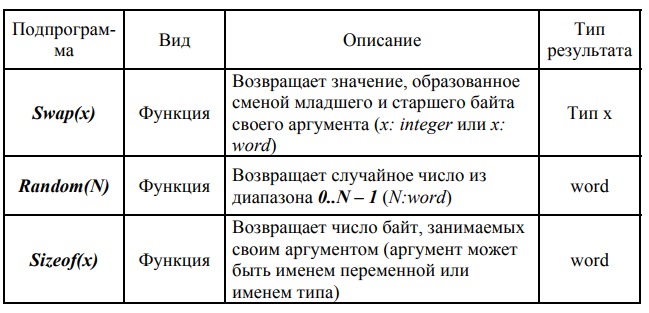 Подпрограм-
ма
Вид
Описание
Тип
результата
Swap(x)
Функция
Возвращает значение, образованное
сменой младшего и старшего байта
своего аргумента (x: integer или x:
word)
Тип x
Random(N)
Функция
Возвращает случайное число из
диапазона 0..N – 1 (N:word)
word
Sizeof(x)
Функция
Возвращает число байт, занимаемых
своим аргументом (аргумент может
быть именем переменной или
именем типа)
word